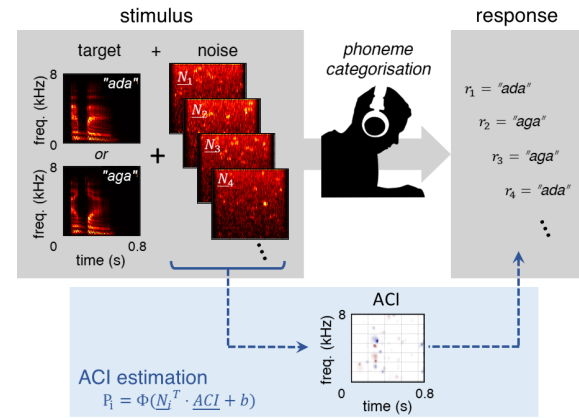 stimulus
response
target + noise
phoneme
categorisation
freq. (kHz)
8
0
"ada"
or
freq. (kHz)
8
0
"aga"
0.8
time (s)
+
N1
N2
N3
N4
r1 = "ada"
r2 = "aga"
r3 = "aga"
r4 = "ada"
ACI
freq. (kHz)
8
0
0.8
time (s)
ACI estimation
Pi = Φ(Ni^T · ACI + b)